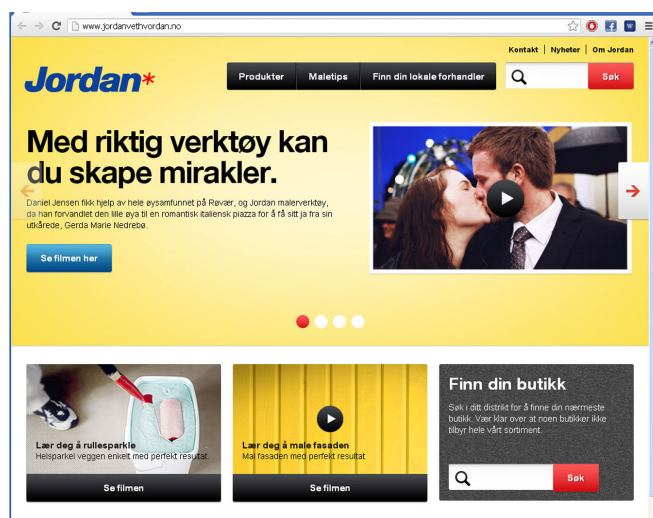 www.jordanvethvordan.no
Kontakt | Nyheter | Om Jordan
Jordan*
Produkter
Maletips
Finn din lokale forhandler
Søk
Med riktig verktøy kan
du skape mirakler.
Daniel Jensen fikk hjelp av hele øysamfunnet på Røvær, og Jordan malerverktøy,
da han forvandlet den lille øya til en romantisk italiensk piazza for å få sitt ja fra sin
utkårede, Gerda Marie Nedrebø.
Se filmen her
Lær deg å rullesparkle
Helsparkel veggen enkelt med perfekt resultat.
Se filmen
Lær deg å male fasaden
Mal fasaden med perfekt resultat
Se filmen
Finn din butikk
Søk i ditt distrikt for å finne din nærmeste
butikk. Vær klar over at noen butikker ikke
tilbyr hele vårt sortiment.
Søk